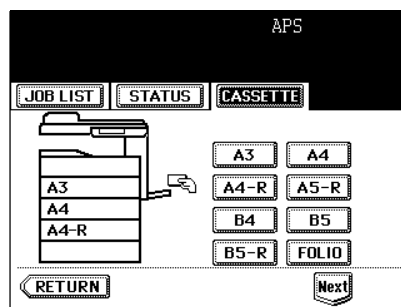 APS
JOB LIST STATUS CASSETTE
A3 A4
A3 A4-R A5-R
A4 B4 B5
A4-R
B5-R FOLIO
RETURN Next